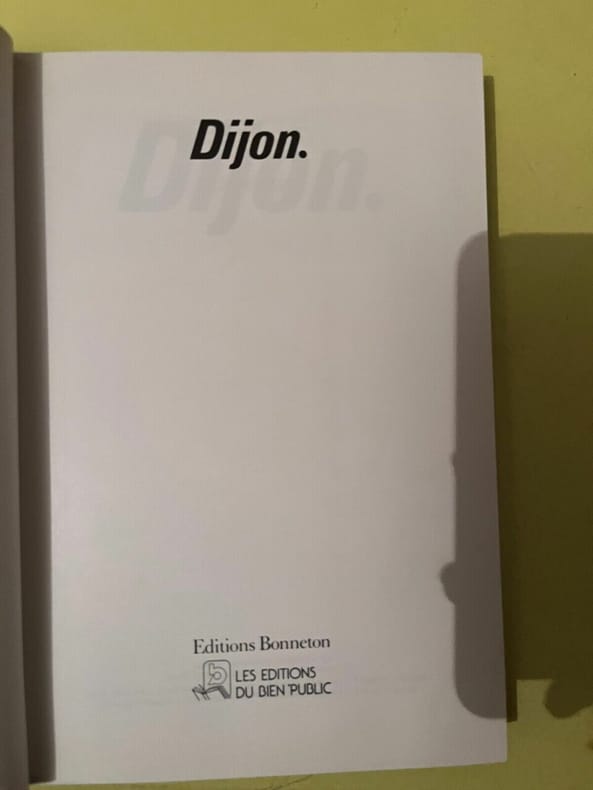 Dijon.
Dijon.
Editions Bonneton
LES EDITIONS
DU BIEN PUBLIC